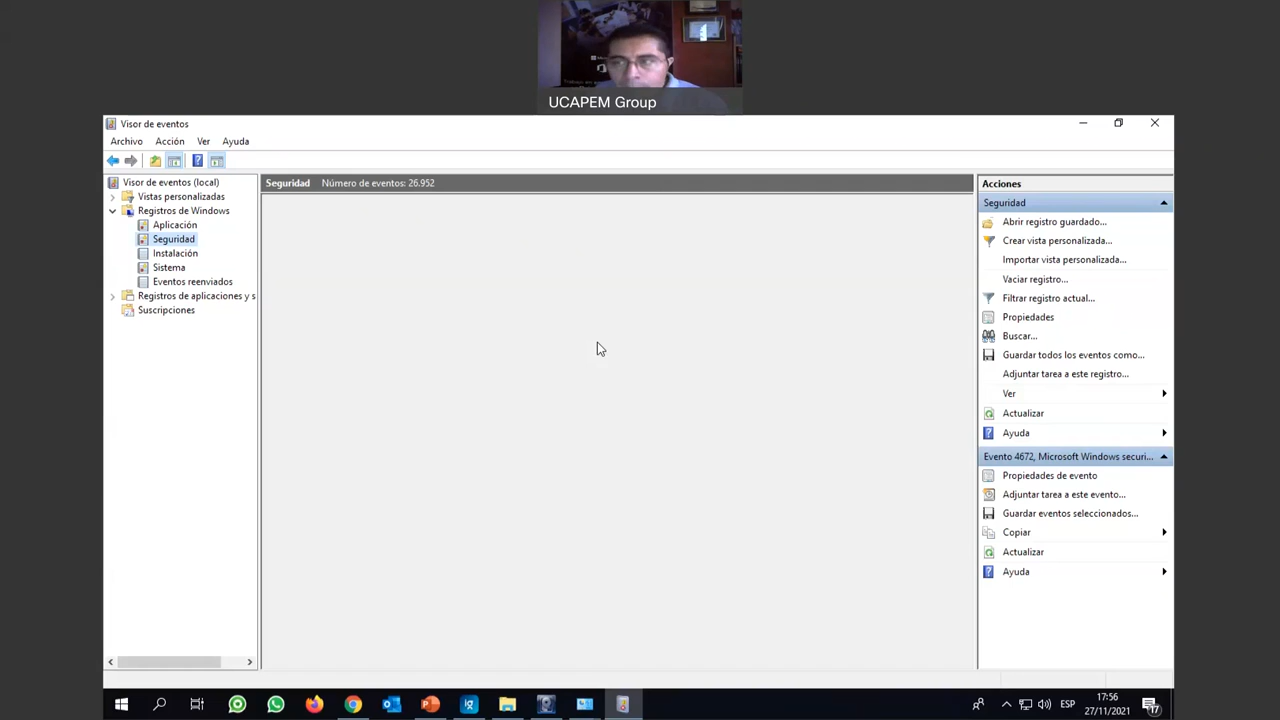 UCAPEM Group
Visor de eventos
Archivo Acción Ver Ayuda
Visor de eventos (local)
Vistas personalizadas
Registros de Windows
Aplicación
Seguridad
Instalación
Sistema
Eventos reenviados
Registros de aplicaciones y s
Suscripciones
Seguridad Número de eventos: 26.952
Acciones
Seguridad
Abrir registro guardado...
Crear vista personalizada...
Importar vista personalizada...
Vaciar registro...
Filtrar registro actual...
Propiedades
Buscar...
Guardar todos los eventos como...
Adjuntar tarea a este registro...
Ver
Actualizar
Ayuda
Evento 4672, Microsoft Windows securi...
Propiedades de evento
Adjuntar tarea a este evento...
Guardar eventos seleccionados...
Copiar
Actualizar
Ayuda
ESP
17:56
27/11/2021
17